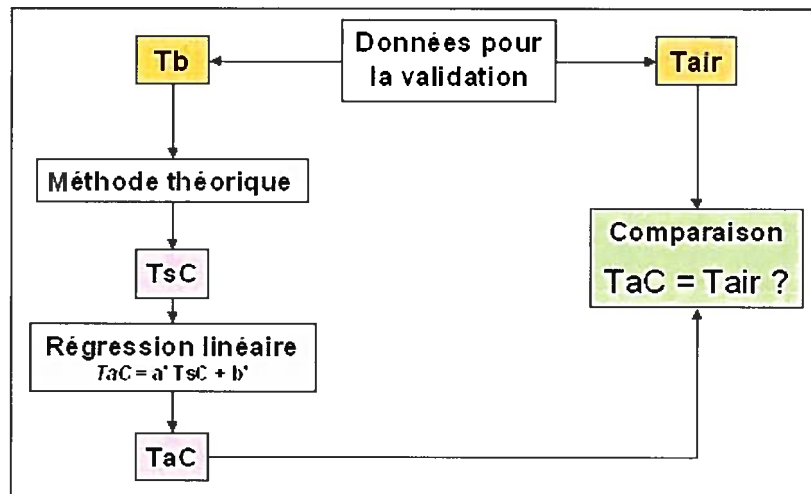 Données pour
la validation
Tb
Tair
Méthode théorique
TsC
Comparaison
TaC = Tair ?
Régression linéaire
TaC = a' TsC + b'
TaC